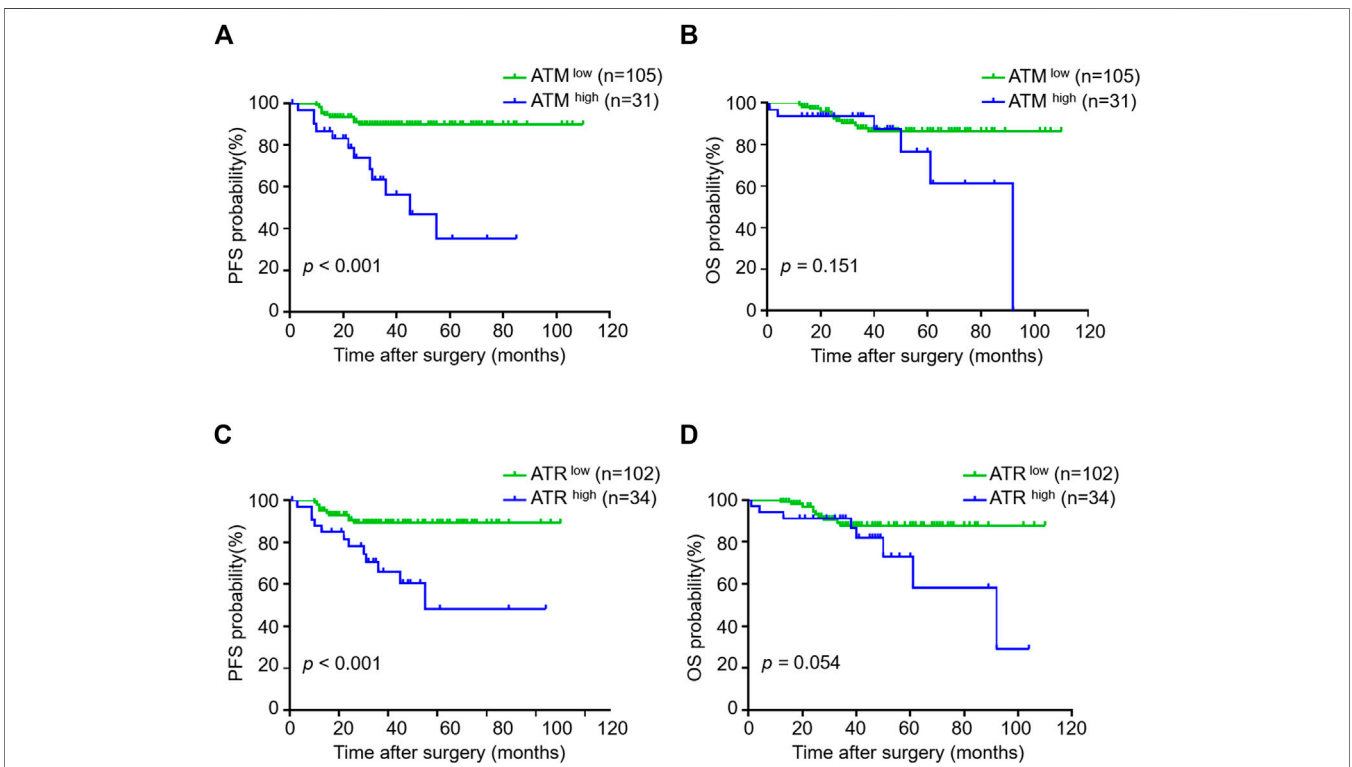 A
ATM low (n=105)
ATM high (n=31)
PFS probability(%)
100
80
60
40
20
0
p < 0.001
0 20 40 60 80 100 120
Time after surgery (months)
B
ATM low (n=105)
ATM high (n=31)
OS probability(%)
100
80
60
40
20
0
p = 0.151
0 20 40 60 80 100 120
Time after surgery (months)
C
ATR low (n=102)
ATR high (n=34)
PFS probability(%)
100
80
60
40
20
0
p < 0.001
0 20 40 60 80 100 120
Time after surgery (months)
D
ATR low (n=102)
ATR high (n=34)
OS probability(%)
100
80
60
40
20
0
p = 0.054
0 20 40 60 80 100 120
Time after surgery (months)